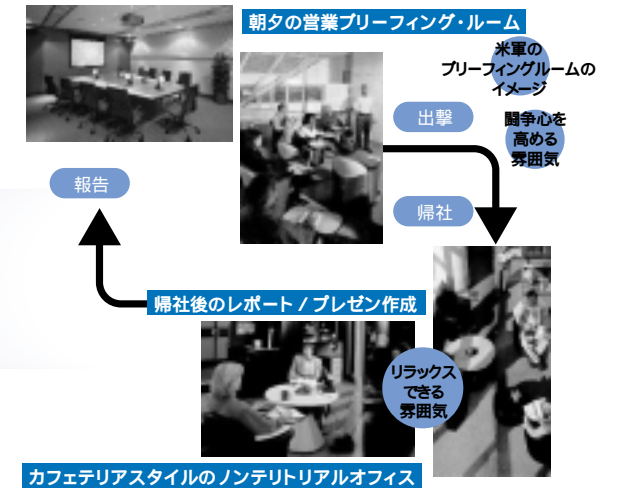 朝夕の営業ブリーフィング・ルーム
米軍の
ブリーフィングルームの
イメージ
出撃
闘争心を
高める
雰囲気
報告
帰社
帰社後のレポート / プレゼン作成
リラックス
できる
雰囲気
カフェテリアスタイルのノンテリトリアルオフィス